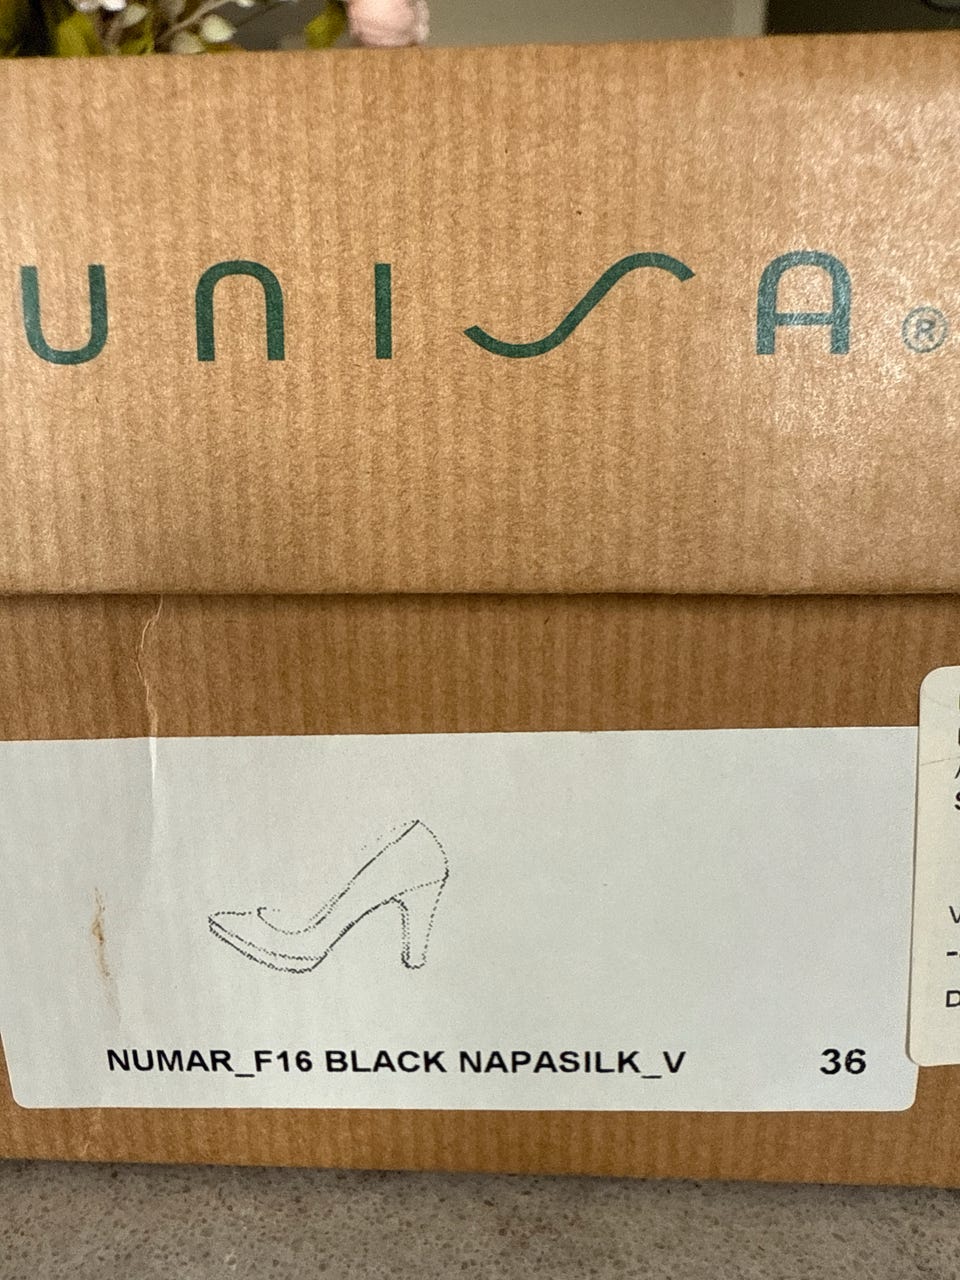 UNISA®
NUMAR_F16 BLACK NAPASILK_V 36
V
D